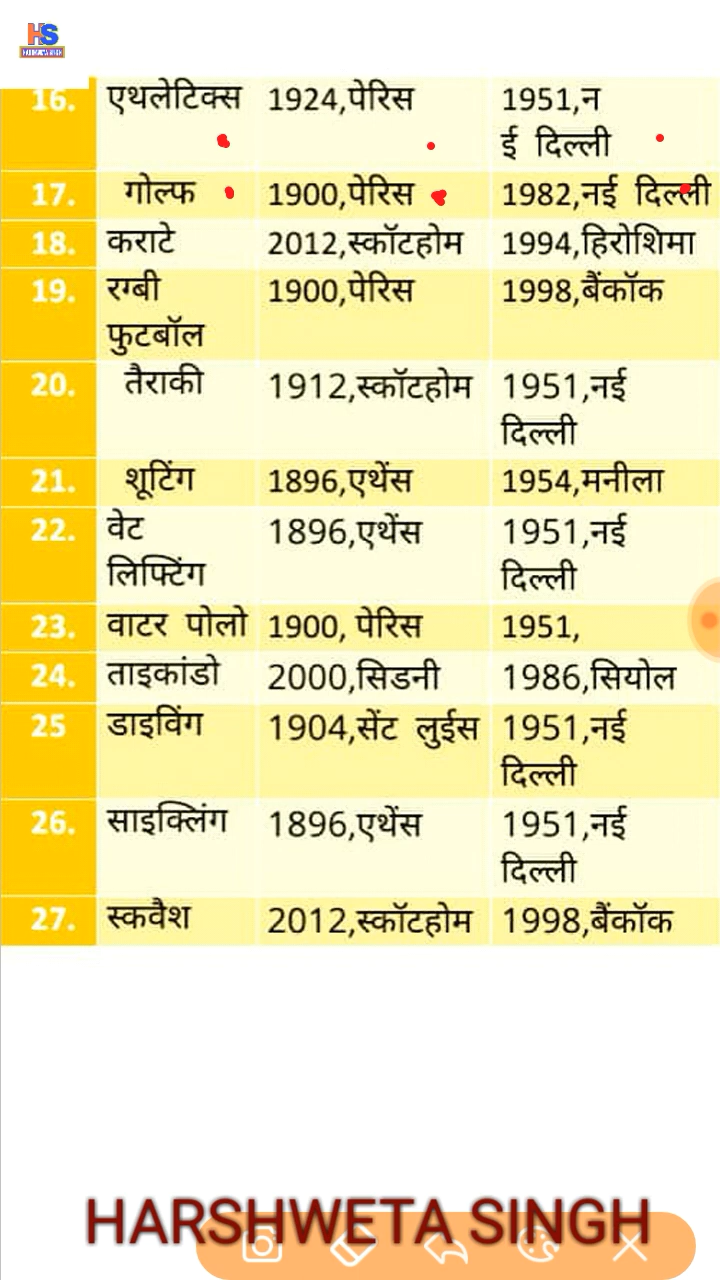 HS
HARSHWETA SINGH
16. एथलेटिक्स 1924,पेरिस 1951,न
ई दिल्ली
17. गोल्फ 1900,पेरिस 1982,नई दिल्ली
18. कराटे 2012,स्कॉटहोम 1994,हिरोशिमा
19. रग्बी 1900,पेरिस 1998,बैंकॉक
फुटबॉल
20. तैराकी 1912,स्कॉटहोम 1951,नई
दिल्ली
21. शूटिंग 1896,एथेंस 1954,मनीला
22. वेट 1896,एथेंस 1951,नई
लिफ्टिंग दिल्ली
23. वाटर पोलो 1900, पेरिस 1951,
24. ताइकांडो 2000,सिडनी 1986,सियोल
25 डाइविंग 1904,सेंट लुईस 1951,नई
दिल्ली
26. साइक्लिंग 1896,एथेंस 1951,नई
दिल्ली
27. स्कवैश 2012,स्कॉटहोम 1998,बैंकॉक
HARSHWETA SINGH